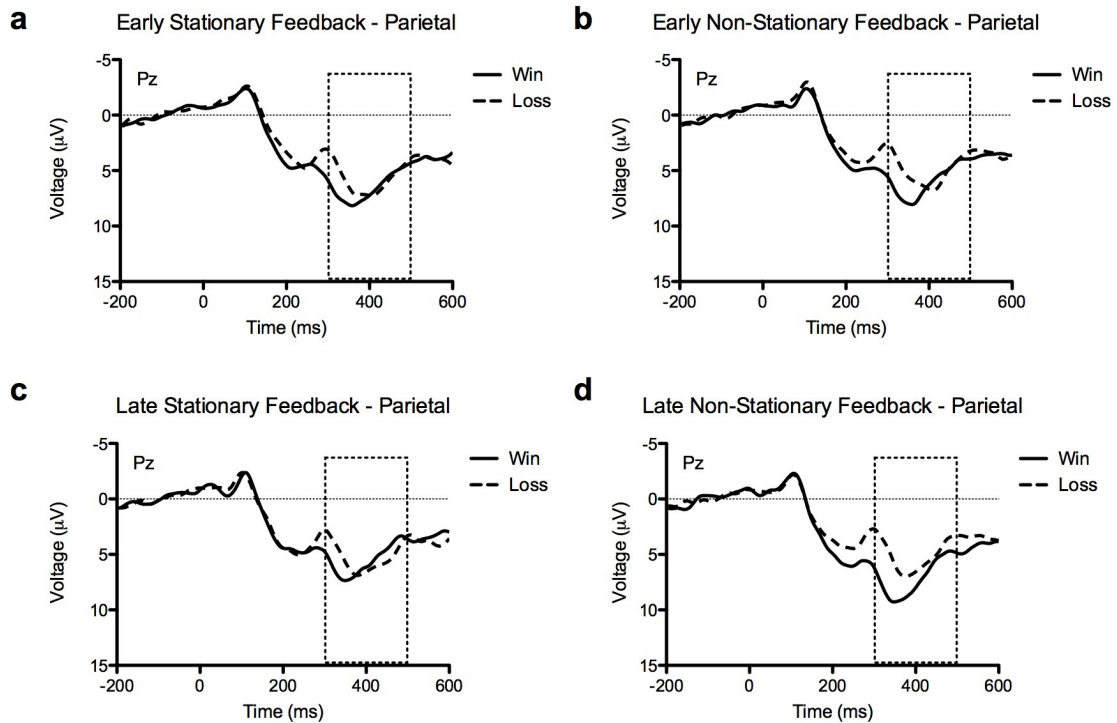 a
Early Stationary Feedback - Parietal
-5
0
5
10
15
Voltage (µV)
Pz
Win
Loss
-200 0 200 400 600
Time (ms)
b
Early Non-Stationary Feedback - Parietal
-5
0
5
10
15
Voltage (µV)
Pz
Win
Loss
-200 0 200 400 600
Time (ms)
c
Late Stationary Feedback - Parietal
-5
0
5
10
15
Voltage (µV)
Pz
Win
Loss
-200 0 200 400 600
Time (ms)
d
Late Non-Stationary Feedback - Parietal
-5
0
5
10
15
Voltage (µV)
Pz
Win
Loss
-200 0 200 400 600
Time (ms)